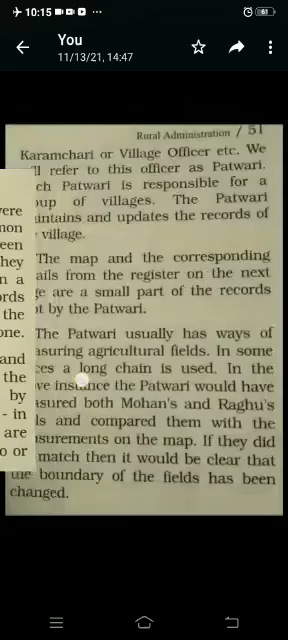 10:15
61
You
11/13/21, 14:47
Rural Administration / 51
Karamchari or Village Officer etc. We
ll refer to this officer as Patwari.
ch Patwari is responsible for a
oup of villages. The Patwari
intains and updates the records of
village.
The map and the corresponding
ails from the register on the next
ge are a small part of the records
pt by the Patwari.
The Patwari usually has ways of
asuring agricultural fields. In some
ces a long chain is used. In the
ve instance the Patwari would have
asured both Mohan's and Raghu's
ds and compared them with the
asurements on the map. If they did
match then it would be clear that
the boundary of the fields has been
changed.
vere
non
een
hey
n a
ords
the
one.
and
the
by
- in
are
o or